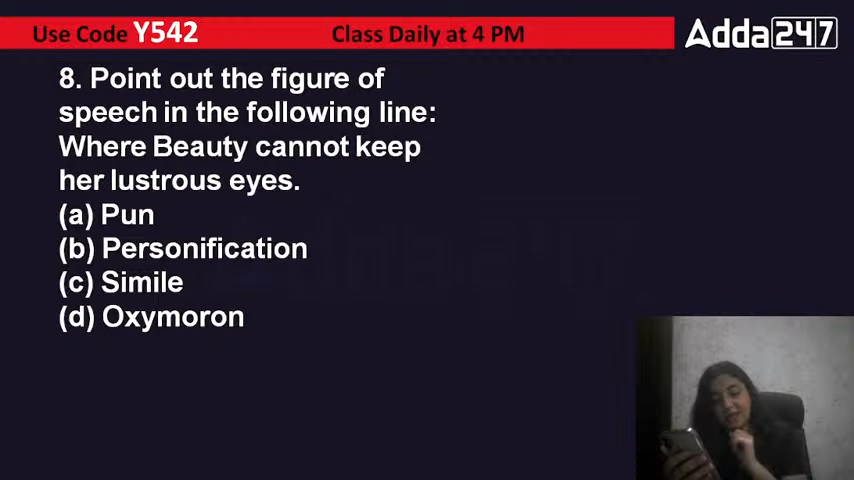 Use Code Y542 Class Daily at 4 PM Adda247
8. Point out the figure of
speech in the following line:
Where Beauty cannot keep
her lustrous eyes.
(a) Pun
(b) Personification
(c) Simile
(d) Oxymoron